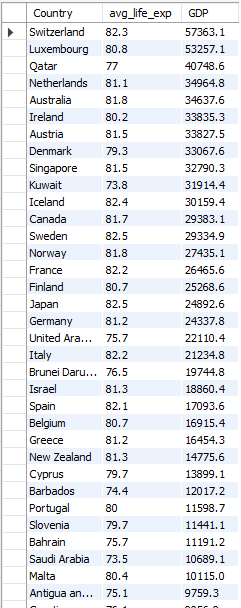 Country avg_life_exp GDP
Switzerland 82.3 57363.1
Luxembourg 80.8 53257.1
Qatar 77 40748.6
Netherlands 81.1 34964.8
Australia 81.8 34637.6
Ireland 80.2 33835.3
Austria 81.5 33827.5
Denmark 79.3 33067.6
Singapore 81.5 32790.3
Kuwait 73.8 31914.4
Iceland 82.4 30159.4
Canada 81.7 29383.1
Sweden 82.5 29334.9
Norway 81.8 27435.1
France 82.2 26465.6
Finland 80.7 25268.6
Japan 82.5 24892.6
Germany 81.2 24337.8
United Ara... 75.7 22110.4
Italy 82.2 21234.8
Brunei Daru... 76.5 19744.8
Israel 81.3 18860.4
Spain 82.1 17093.6
Belgium 80.7 16915.4
Greece 81.2 16454.3
New Zealand 81.3 14775.6
Cyprus 79.7 13899.1
Barbados 74.4 12017.2
Portugal 80 11598.7
Slovenia 79.7 11441.1
Bahrain 75.7 11191.2
Saudi Arabia 73.5 10689.1
Malta 80.4 10115.0
Antigua an... 75.1 9759.3